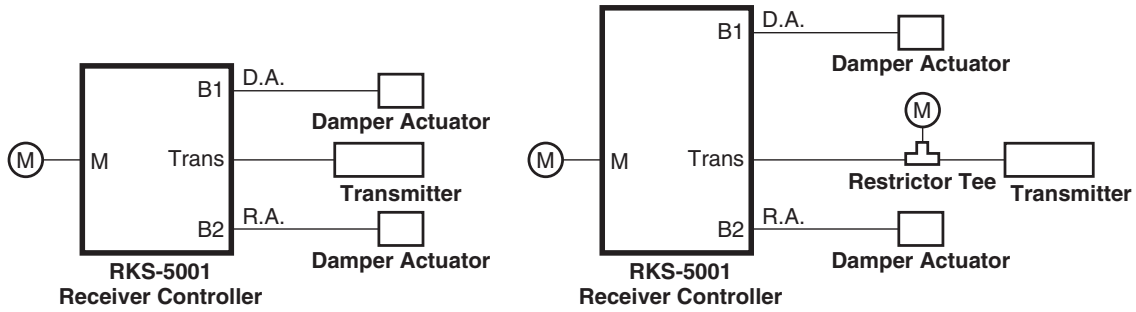 B1
D.A.
Damper Actuator
M
M
Trans
Transmitter
B2
R.A.
Damper Actuator
RKS-5001
Receiver Controller
B1
D.A.
Damper Actuator
M
M
M
Trans
Restrictor Tee
Transmitter
B2
R.A.
Damper Actuator
RKS-5001
Receiver Controller